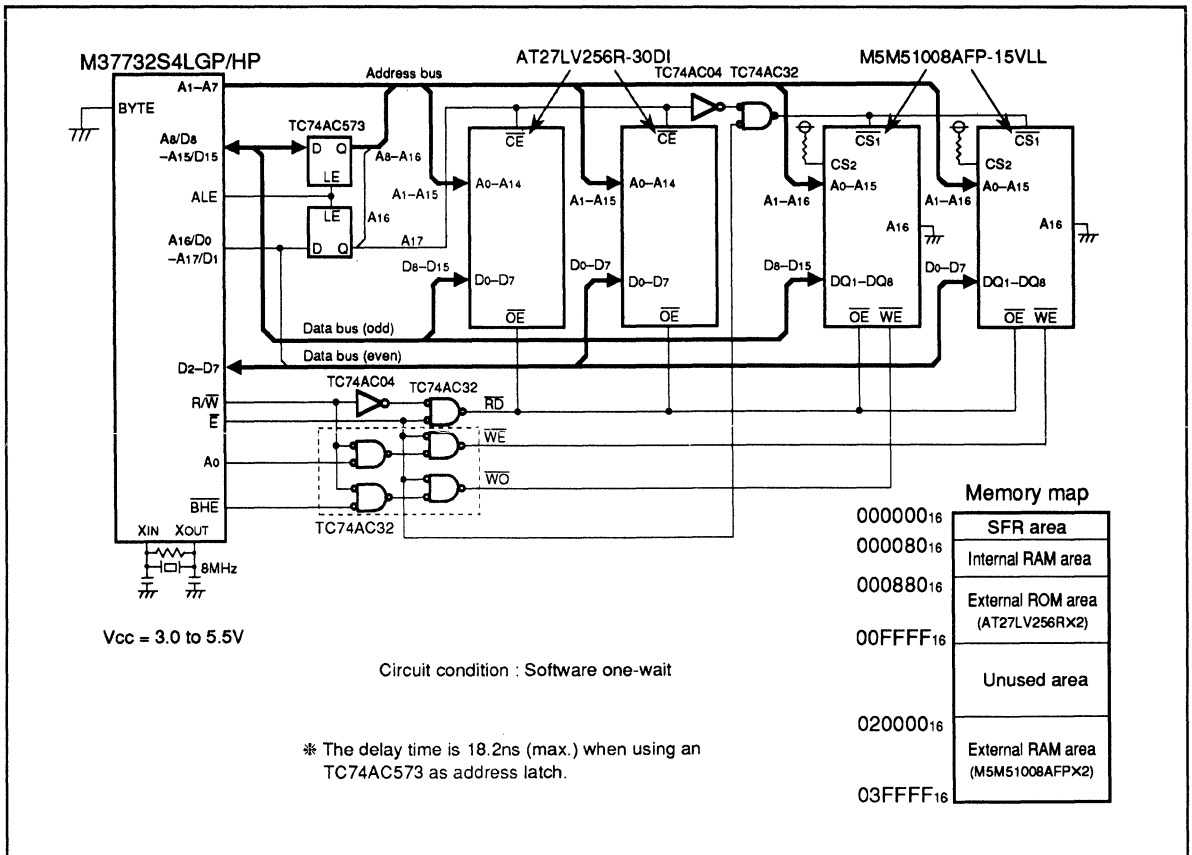 M37732S4LGP/HP
AT27LV256R-30DI
M5M51008AFP-15VLL
TC74AC04 TC74AC32
Address bus
A1–A7
BYTE
TC74AC573
A8/D8
–A15/D15
D Q
LE
A8–A16
ALE
LE
A16
A16/D0
–A17/D1
D Q
A17
CE
A0–A14
A1–A15
D8–D15
D0–D7
OE
CE
A0–A14
A1–A15
D0–D7
D0–D7
OE
CS1
CS2
A0–A15
A1–A16
A16
D8–D15
DQ1–DQ8
OE WE
CS1
CS2
A0–A15
A1–A16
A16
D0–D7
DQ1–DQ8
OE WE
Data bus (odd)
Data bus (even)
D2–D7
TC74AC04
TC74AC32
R/W
RD
E
WE
A0
WO
BHE
TC74AC32
XIN XOUT
8MHz
Vcc = 3.0 to 5.5V
Circuit condition : Software one-wait
※ The delay time is 18.2ns (max.) when using an
TC74AC573 as address latch.
Memory map
00000016
SFR area
00008016
Internal RAM area
00088016
External ROM area
(AT27LV256R×2)
00FFFF16
Unused area
02000016
External RAM area
(M5M51008AFP×2)
03FFFF16